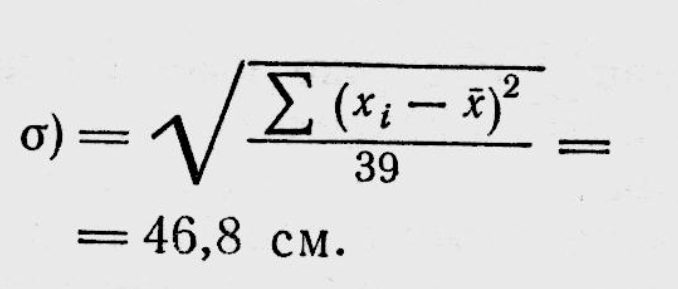 σ) = √(∑ (xᵢ − x̄)² / 39) =
= 46,8 см.